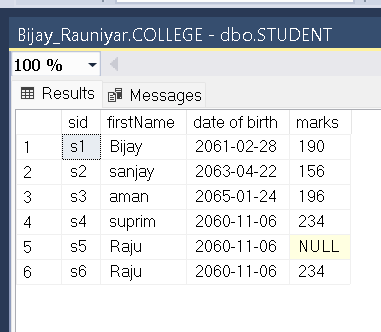 Bijay_Rauniyar.COLLEGE - dbo.STUDENT
100 %
Results Messages
sid firstName date of birth marks
1 s1 Bijay 2061-02-28 190
2 s2 sanjay 2063-04-22 156
3 s3 aman 2065-01-24 196
4 s4 suprim 2060-11-06 234
5 s5 Raju 2060-11-06 NULL
6 s6 Raju 2060-11-06 234